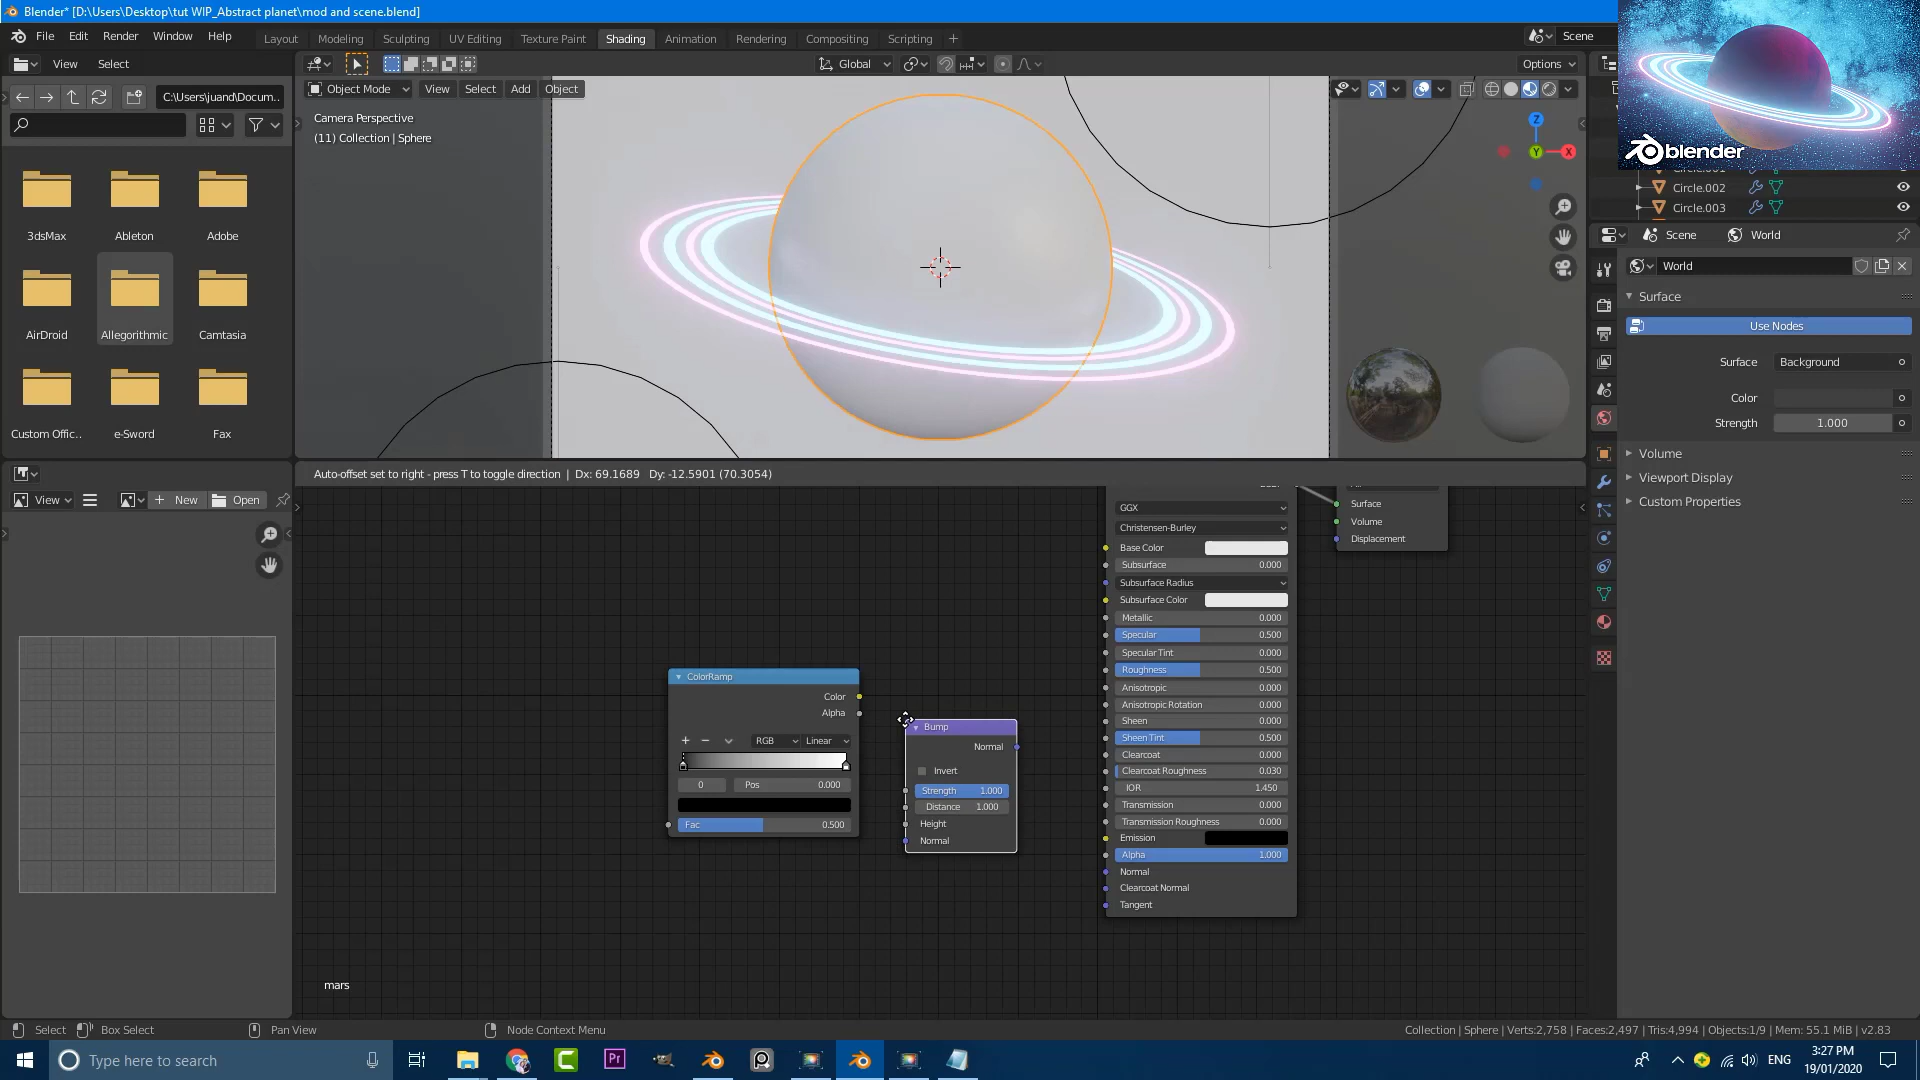 Blender* [D:\Users\Desktop\tut WIP_Abstract planet\mod and scene.blend]
File Edit Render Window Help
Layout Modeling Sculpting UV Editing Texture Paint Shading Animation Rendering Compositing Scripting
Scene
View Select
Global
Options
C:\Users\juand\Docum..
Object Mode View Select Add Object
Camera Perspective
(11) Collection | Sphere
Z
Y
X
blender
3dsMax Ableton Adobe
AirDroid Allegorithmic Camtasia
Custom Offic.. e-Sword Fax
Circle.002
Circle.003
Scene World
World
Surface
Use Nodes
Surface Background
Color
Strength 1.000
Volume
Viewport Display
Custom Properties
View New Open
Auto-offset set to right - press T to toggle direction | Dx: 69.1689 Dy: -12.5901 (70.3054)
ColorRamp
Color
Alpha
RGB Linear
0 Pos 0.000
Fac 0.500
Bump
Normal
Invert
Strength 1.000
Distance 1.000
Height
Normal
GGX
Christensen-Burley
Base Color
Subsurface 0.000
Subsurface Radius
Subsurface Color
Metallic 0.000
Specular 0.500
Specular Tint 0.000
Roughness 0.500
Anisotropic 0.000
Anisotropic Rotation 0.000
Sheen 0.000
Sheen Tint 0.500
Clearcoat 0.000
Clearcoat Roughness 0.030
IOR 1.450
Transmission 0.000
Transmission Roughness 0.000
Emission
Alpha 1.000
Normal
Clearcoat Normal
Tangent
Surface
Volume
Displacement
mars
Select Box Select Pan View Node Context Menu
Collection | Sphere | Verts:2,758 | Faces:2,497 | Tris:4,994 | Objects:1/9 | Mem: 55.1 MiB | v2.83
Type here to search
Pr
ENG
3:27 PM
19/01/2020